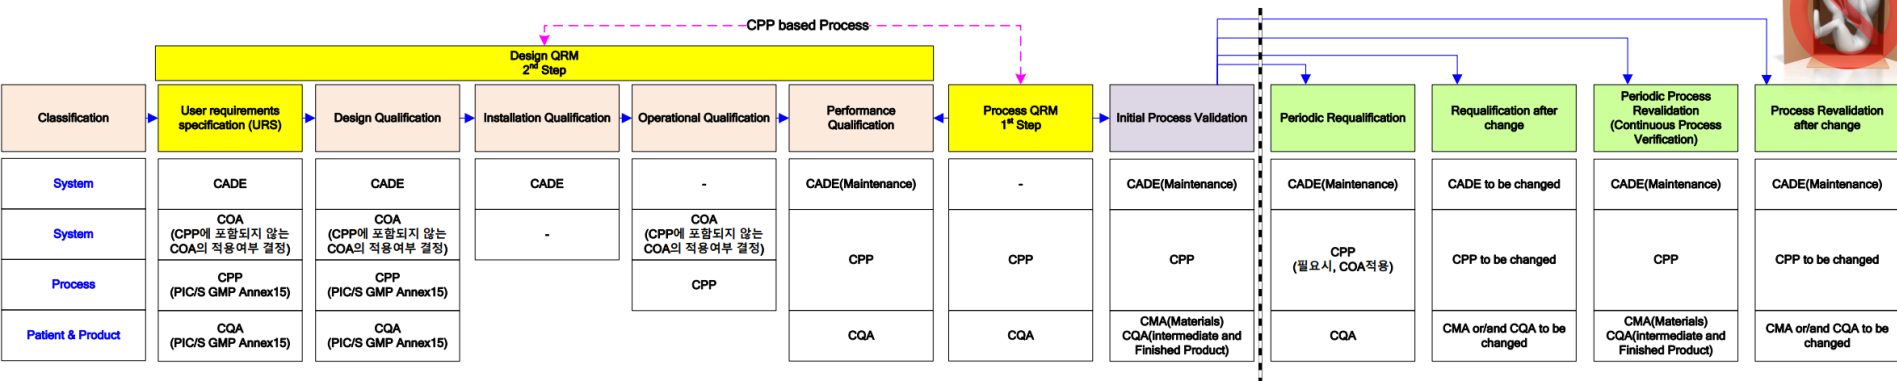 CPP based Process
Design QRM
2nd Step
Classification
User requirements
specification (URS)
Design Qualification
Installation Qualification
Operational Qualification
Performance
Qualification
Process QRM
1st Step
Initial Process Validation
Periodic Requalification
Requalification after
change
Periodic Process
Revalidation
(Continuous Process
Verification)
Process Revalidation
after change
System
CADE
CADE
CADE
-
CADE(Maintenance)
-
CADE(Maintenance)
CADE(Maintenance)
CADE to be changed
CADE(Maintenance)
CADE(Maintenance)
System
COA
(CPP에 포함되지 않는
COA의 적용여부 결정)
COA
(CPP에 포함되지 않는
COA의 적용여부 결정)
-
COA
(CPP에 포함되지 않는
COA의 적용여부 결정)
CPP
CPP
CPP
CPP
(필요시, COA적용)
CPP to be changed
CPP
CPP to be changed
Process
CPP
(PIC/S GMP Annex15)
CPP
(PIC/S GMP Annex15)
CPP
Patient & Product
CQA
(PIC/S GMP Annex15)
CQA
(PIC/S GMP Annex15)
CQA
CQA
CMA(Materials)
CQA(intermediate and
Finished Product)
CQA
CMA or/and CQA to be
changed
CMA(Materials)
CQA(intermediate and
Finished Product)
CMA or/and CQA to be
changed